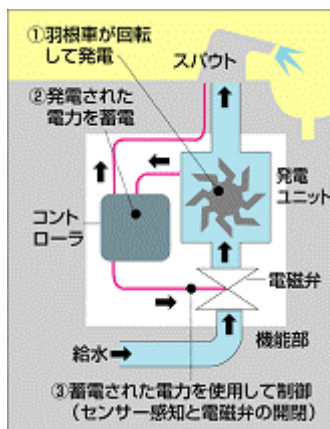 ①羽根車が回転
して発電
スパウト
②発電された
電力を蓄電
発電
ユニット
コント
ローラ
電磁弁
給水
機能部
③蓄電された電力を使用して制御
(センサー感知と電磁弁の開閉)